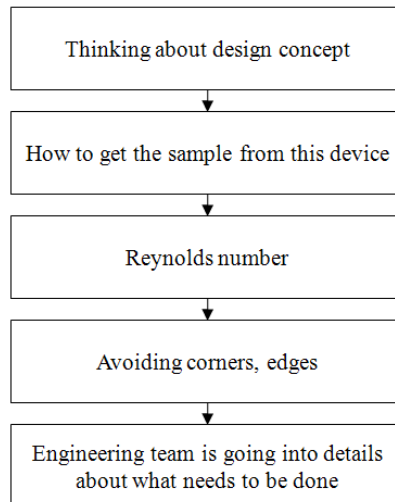 Thinking about design concept
How to get the sample from this device
Reynolds number
Avoiding corners, edges
Engineering team is going into details
about what needs to be done